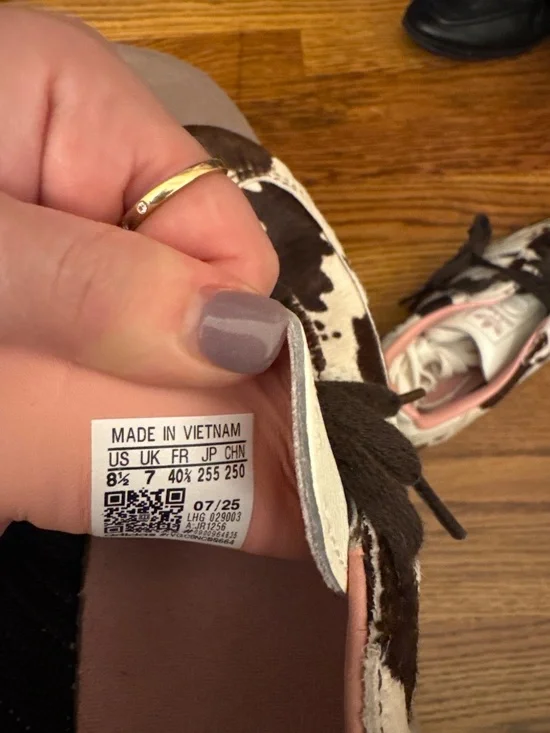 MADE IN VIETNAM
US UK FR JP CHN
8½ 7 40⅔ 255 250
07/25
LHG 029003
A:JR1256